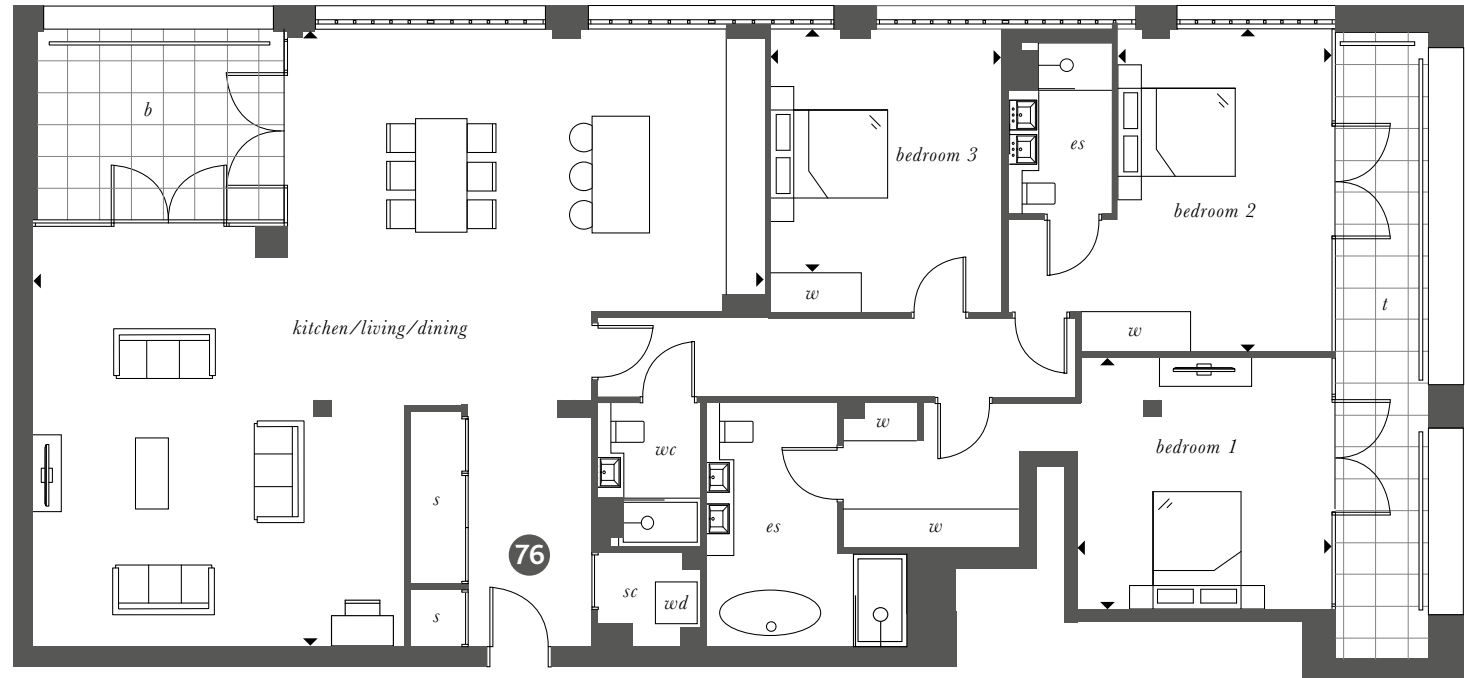 b
bedroom 3
es
bedroom 2
w
t
kitchen/living/dining
w
w
wc
bedroom 1
s
es
w
76
sc
wd
s